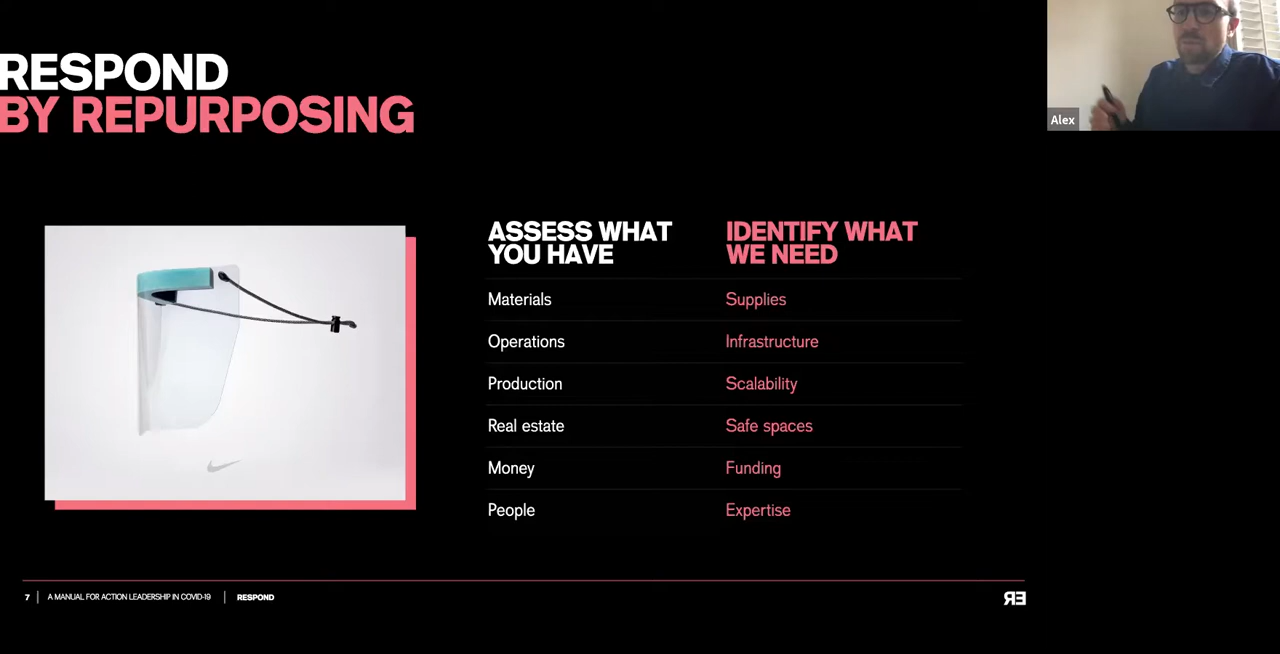 RESPOND
BY REPURPOSING
Alex
ASSESS WHAT
YOU HAVE
IDENTIFY WHAT
WE NEED
Materials
Supplies
Operations
Infrastructure
Production
Scalability
Real estate
Safe spaces
Money
Funding
People
Expertise
7 | A MANUAL FOR ACTION LEADERSHIP IN COVID-19 | RESPOND
ЯE